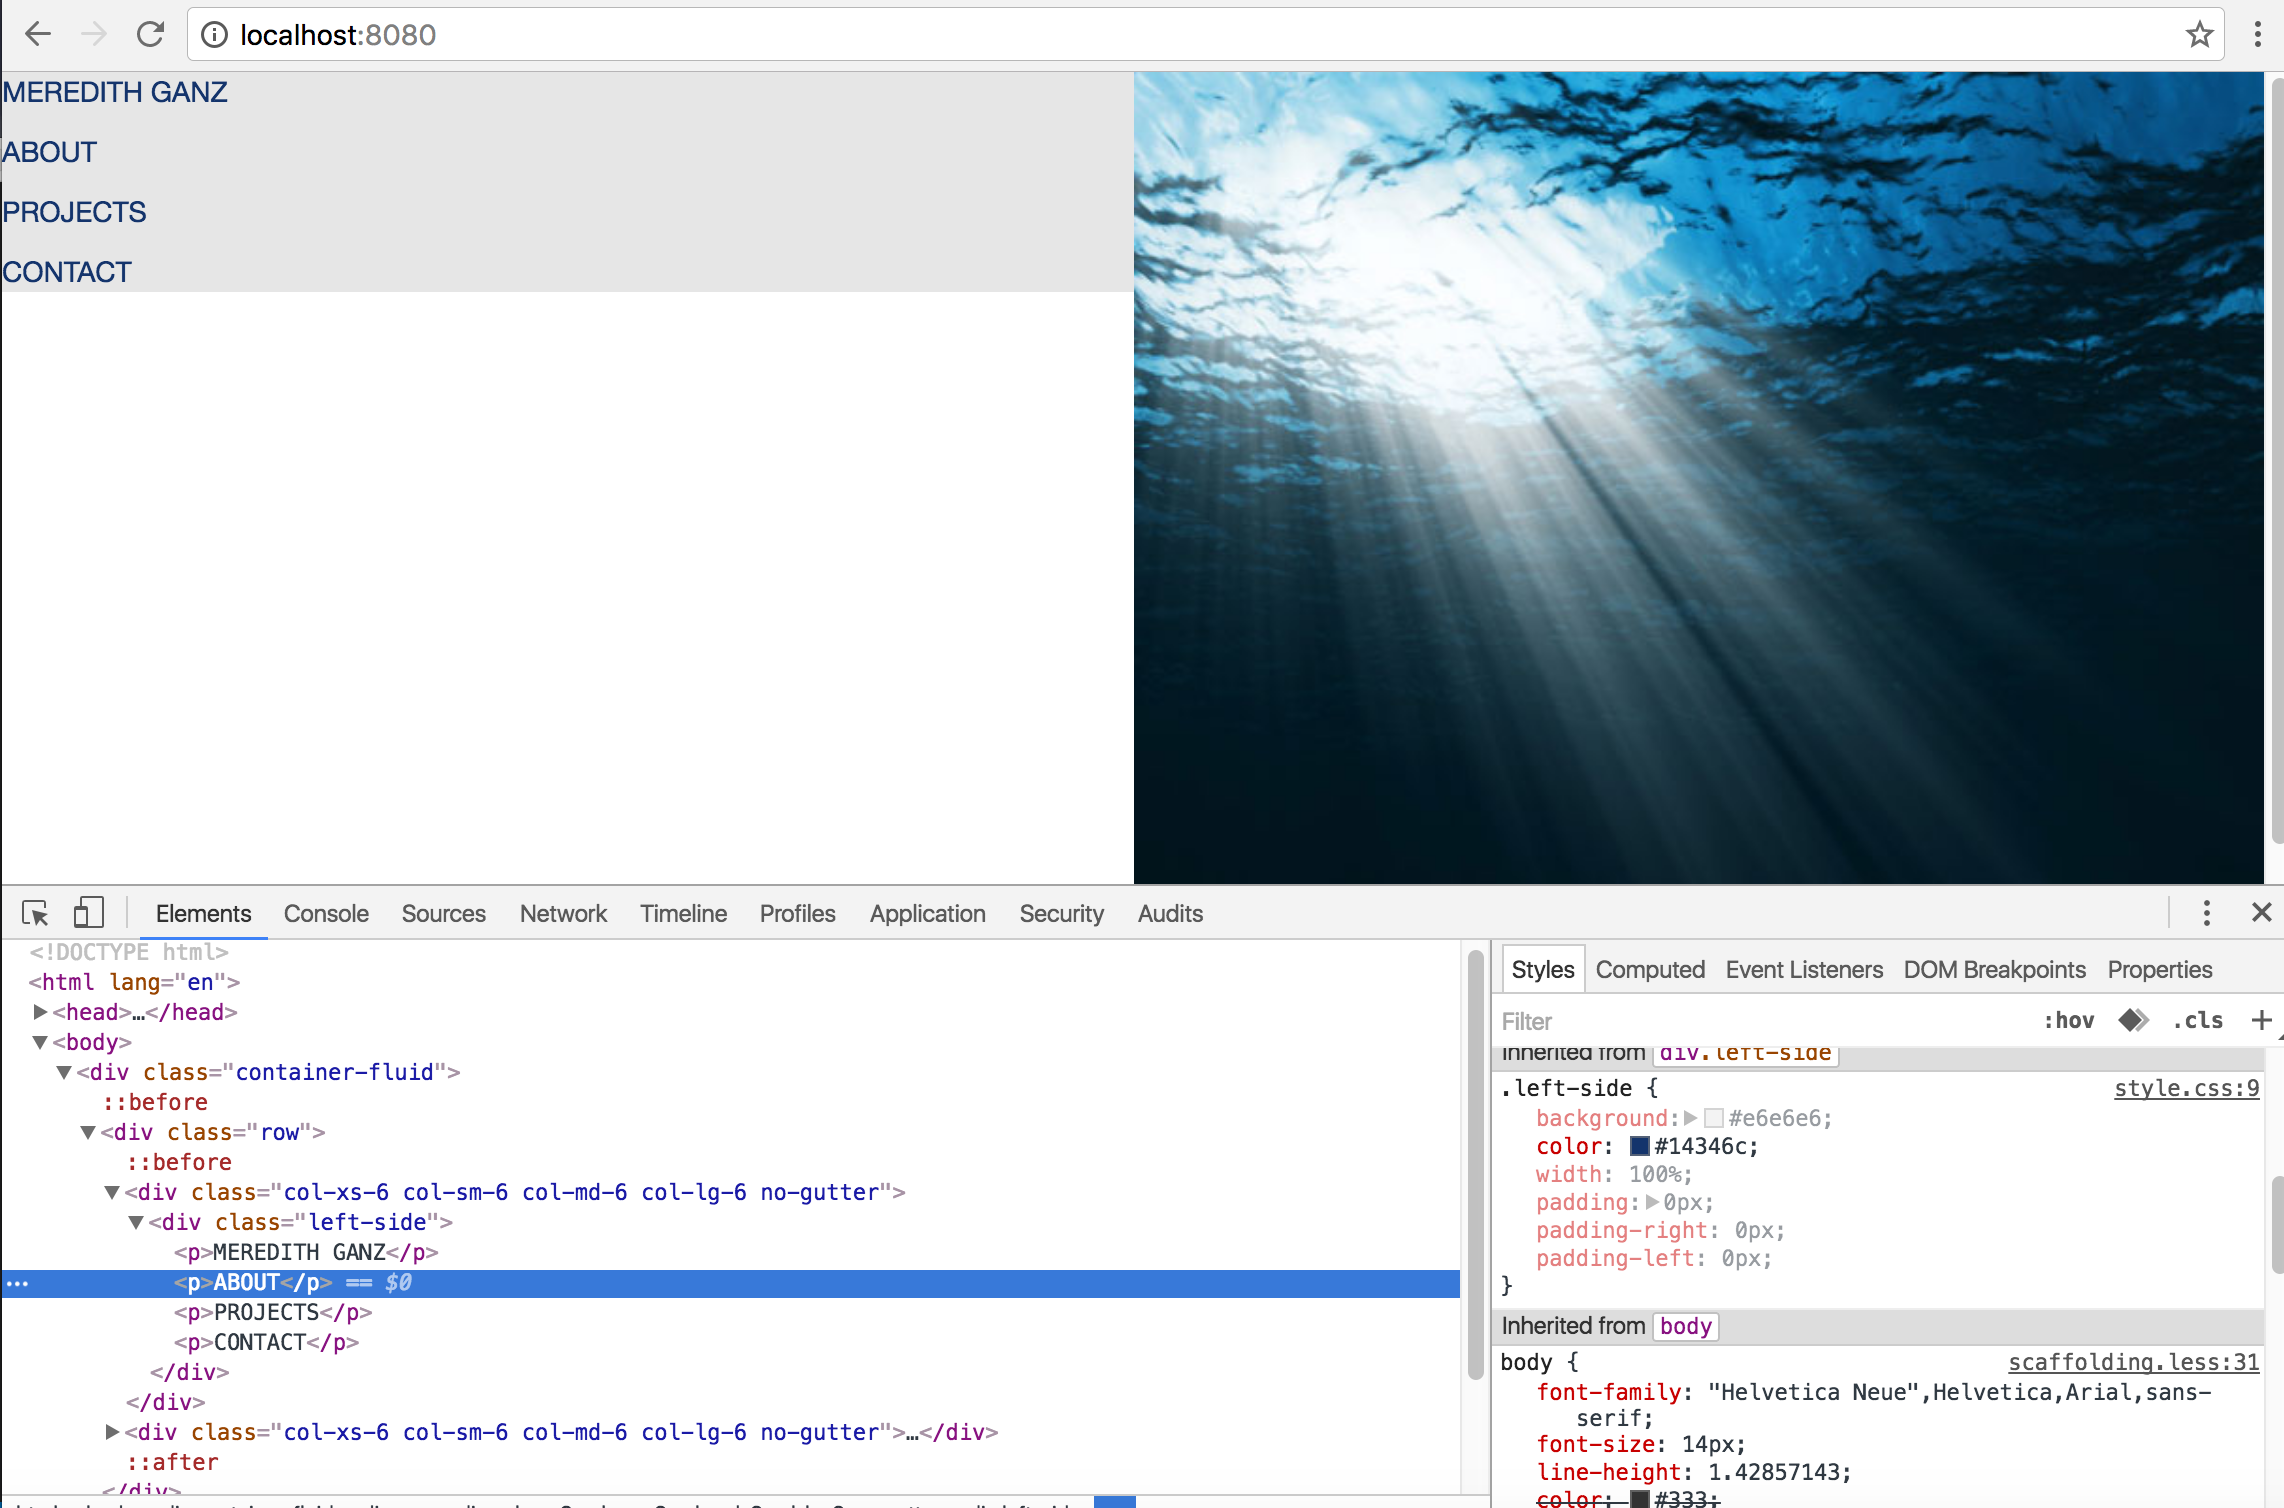 localhost:8080
MEREDITH GANZ
ABOUT
PROJECTS
CONTACT
Elements Console Sources Network Timeline Profiles Application Security Audits
<!DOCTYPE html>
<html lang="en">
<head>…</head>
<body>
<div class="container-fluid">
::before
<div class="row">
::before
<div class="col-xs-6 col-sm-6 col-md-6 col-lg-6 no-gutter">
<div class="left-side">
<p>MEREDITH GANZ</p>
<p>ABOUT</p> == $0
<p>PROJECTS</p>
<p>CONTACT</p>
</div>
</div>
<div class="col-xs-6 col-sm-6 col-md-6 col-lg-6 no-gutter">…</div>
::after
</div>
Styles Computed Event Listeners DOM Breakpoints Properties
Filter :hov .cls +
Inherited from div.left-side
.left-side { style.css:9
background: #e6e6e6;
color: #14346c;
width: 100%;
padding: 0px;
padding-right: 0px;
padding-left: 0px;
}
Inherited from body
body { scaffolding.less:31
font-family: "Helvetica Neue",Helvetica,Arial,sans-
serif;
font-size: 14px;
line-height: 1.42857143;
color: #333;